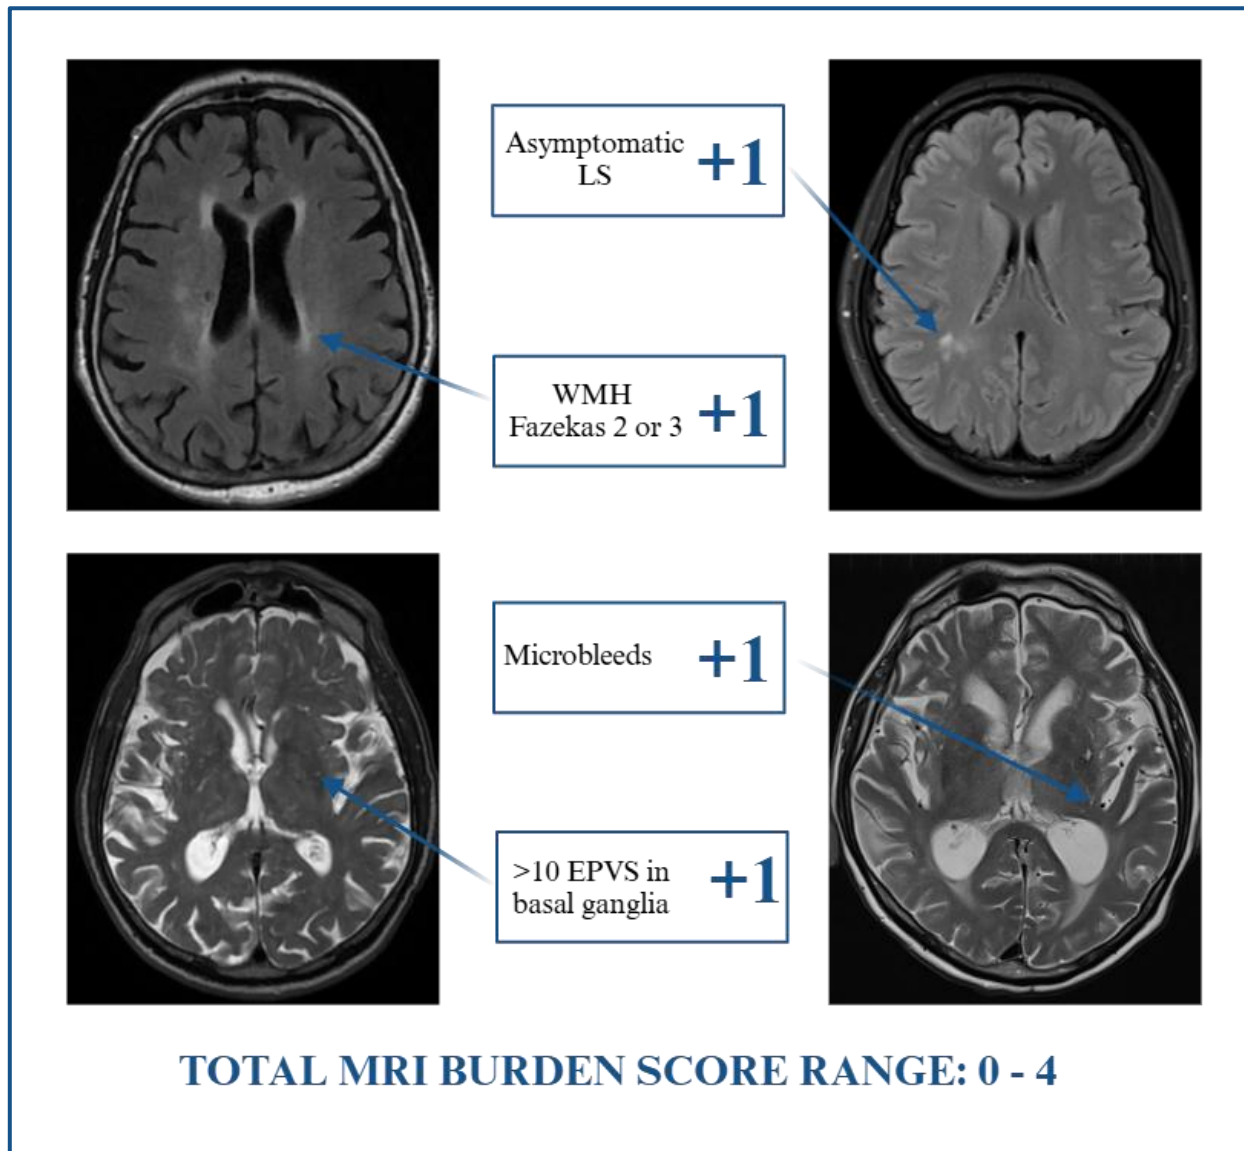 Asymptomatic
LS
+1
WMH
Fazekas 2 or 3
+1
Microbleeds
+1
>10 EPVS in
basal ganglia
+1
TOTAL MRI BURDEN SCORE RANGE: 0 - 4